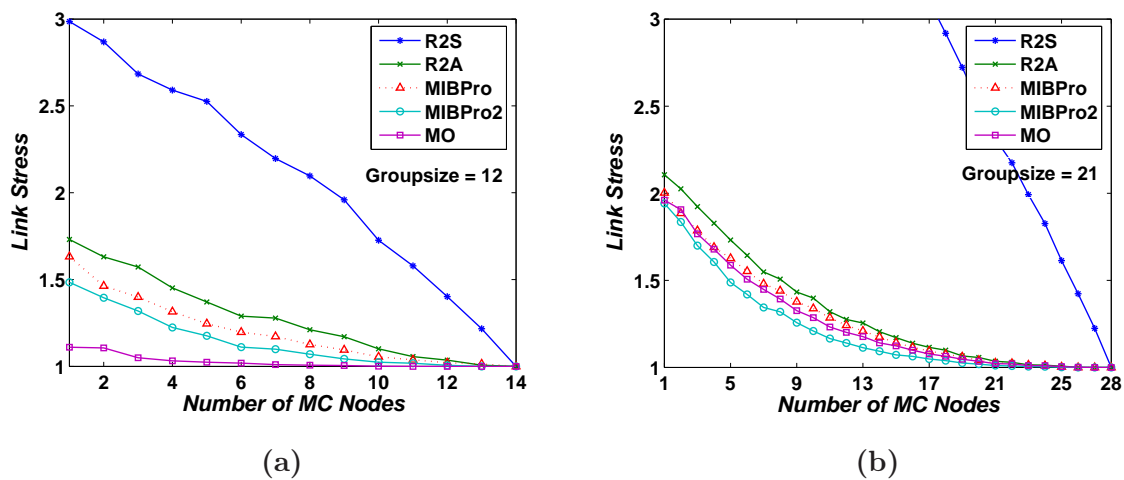 3
2.5
2
1.5
1
Link Stress
R2S
R2A
MIBPro
MIBPro2
MO
Groupsize = 12
2 4 6 8 10 12 14
Number of MC Nodes
(a)
3
2.5
2
1.5
1
Link Stress
R2S
R2A
MIBPro
MIBPro2
MO
Groupsize = 21
1 5 9 13 17 21 25 28
Number of MC Nodes
(b)